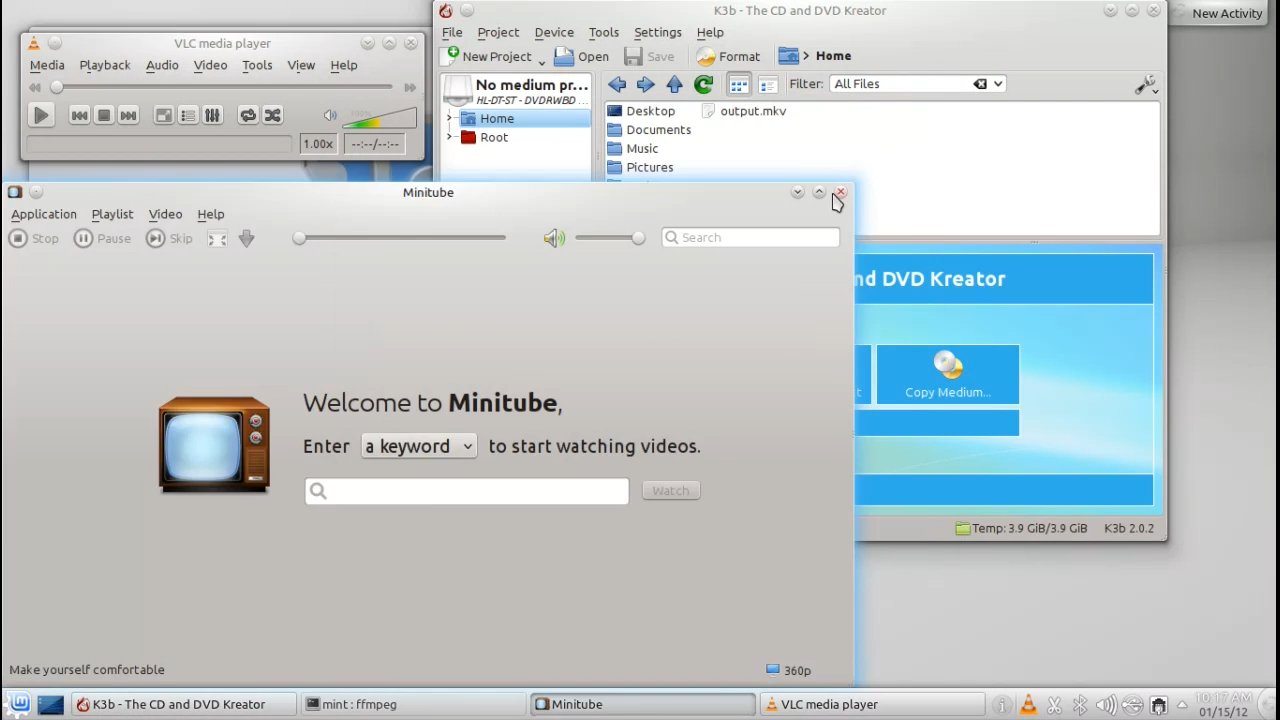 K3b - The CD and DVD Kreator
New Activity
File Project Device Tools Settings Help
VLC media player
New Project Open Save Format > Home
Media Playback Audio Video Tools View Help
No medium pr... Filter: All Files
HL-DT-ST - DVDRWBD ...
Desktop output.mkv
Home
Documents
Root
1.00x --:--/--:--
Music
Pictures
Minitube
Application Playlist Video Help
Stop Pause Skip Search
nd DVD Kreator
Copy Medium...
Welcome to Minitube,
Enter a keyword to start watching videos.
Watch
Temp: 3.9 GiB/3.9 GiB K3b 2.0.2
Make yourself comfortable 360p
K3b - The CD and DVD Kreator mint : ffmpeg Minitube VLC media player
10:17 AM
01/15/12